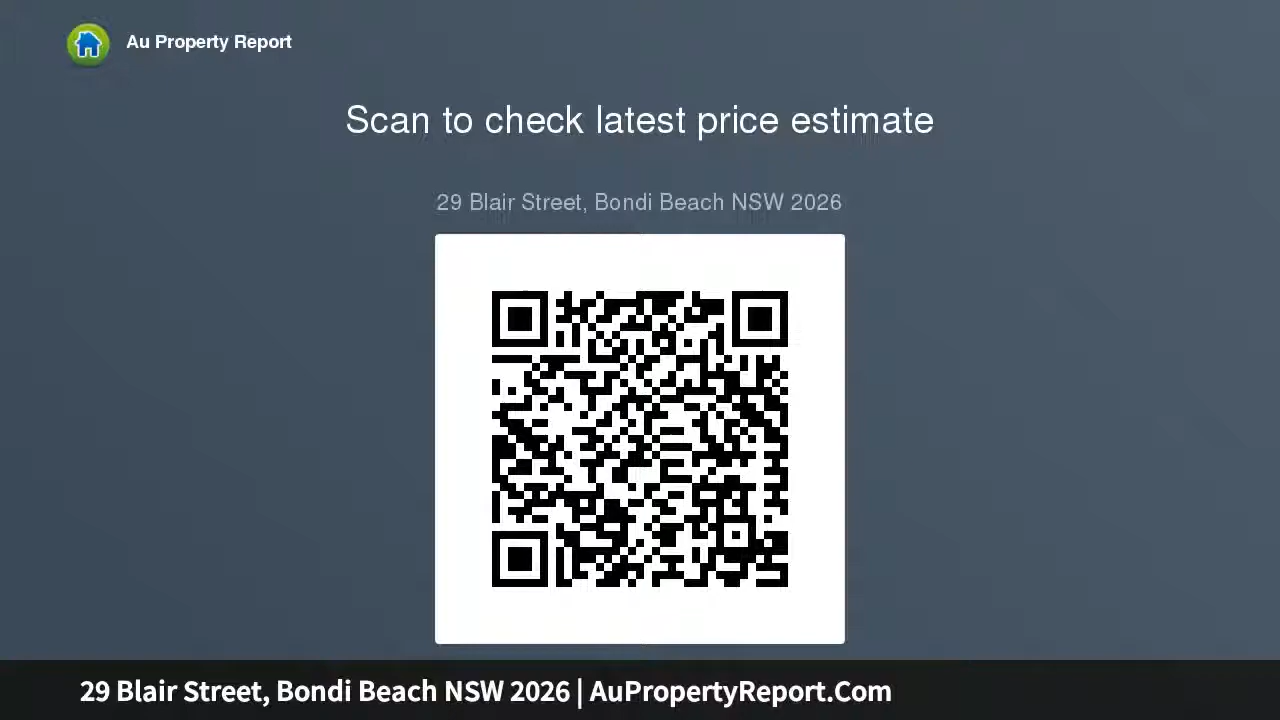 Au Property Report
Scan to check latest price estimate
29 Blair Street, Bondi Beach NSW 2026
29 Blair Street, Bondi Beach NSW 2026 | AuPropertyReport.Com